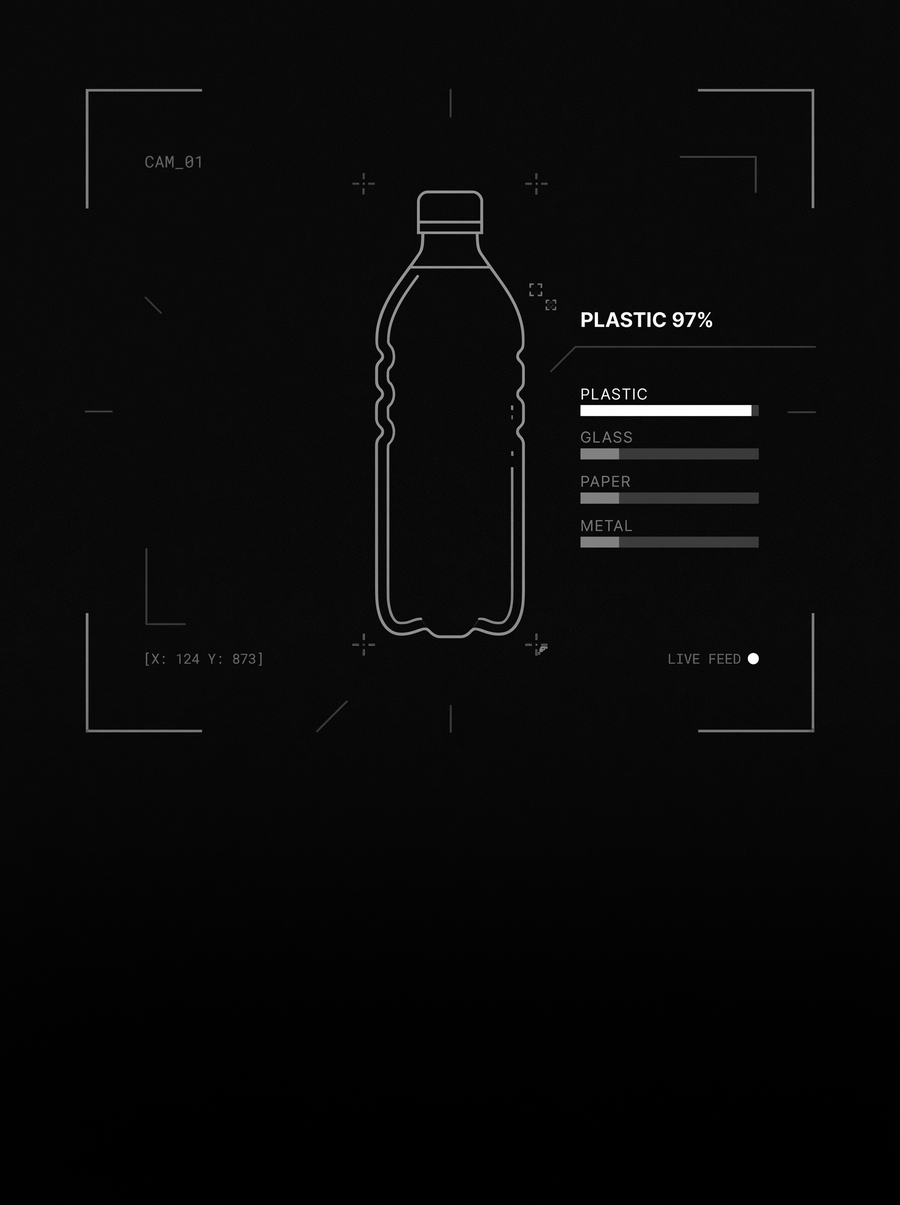 CAM_01
PLASTIC 97%
PLASTIC
GLASS
PAPER
METAL
[X: 124 Y: 873]
LIVE FEED